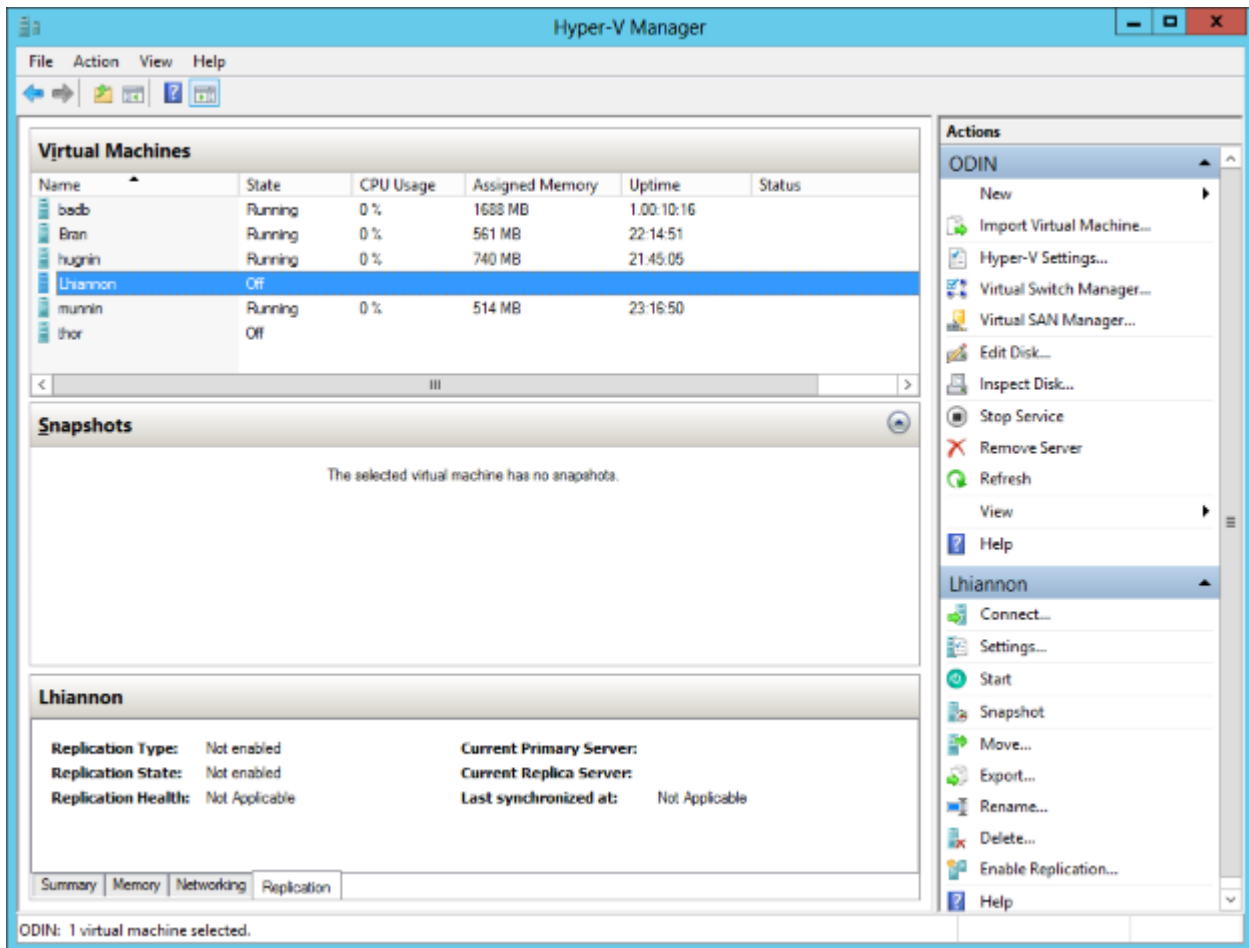 Hyper-V Manager
File Action View Help
Virtual Machines
Name State CPU Usage Assigned Memory Uptime Status
badb Running 0 % 1688 MB 1.00:10:16
Bran Running 0 % 561 MB 22:14:51
hugnin Running 0 % 740 MB 21:45:05
Lhiannon Off
munnin Running 0 % 514 MB 23:16:50
thor Off
Snapshots
The selected virtual machine has no snapshots.
Lhiannon
Replication Type: Not enabled Current Primary Server:
Replication State: Not enabled Current Replica Server:
Replication Health: Not Applicable Last synchronized at: Not Applicable
Summary Memory Networking Replication
Actions
ODIN
New
Import Virtual Machine...
Hyper-V Settings...
Virtual Switch Manager...
Virtual SAN Manager...
Edit Disk...
Inspect Disk...
Stop Service
Remove Server
Refresh
View
Help
Lhiannon
Connect...
Settings...
Start
Snapshot
Move...
Export...
Rename...
Delete...
Enable Replication...
Help
ODIN: 1 virtual machine selected.